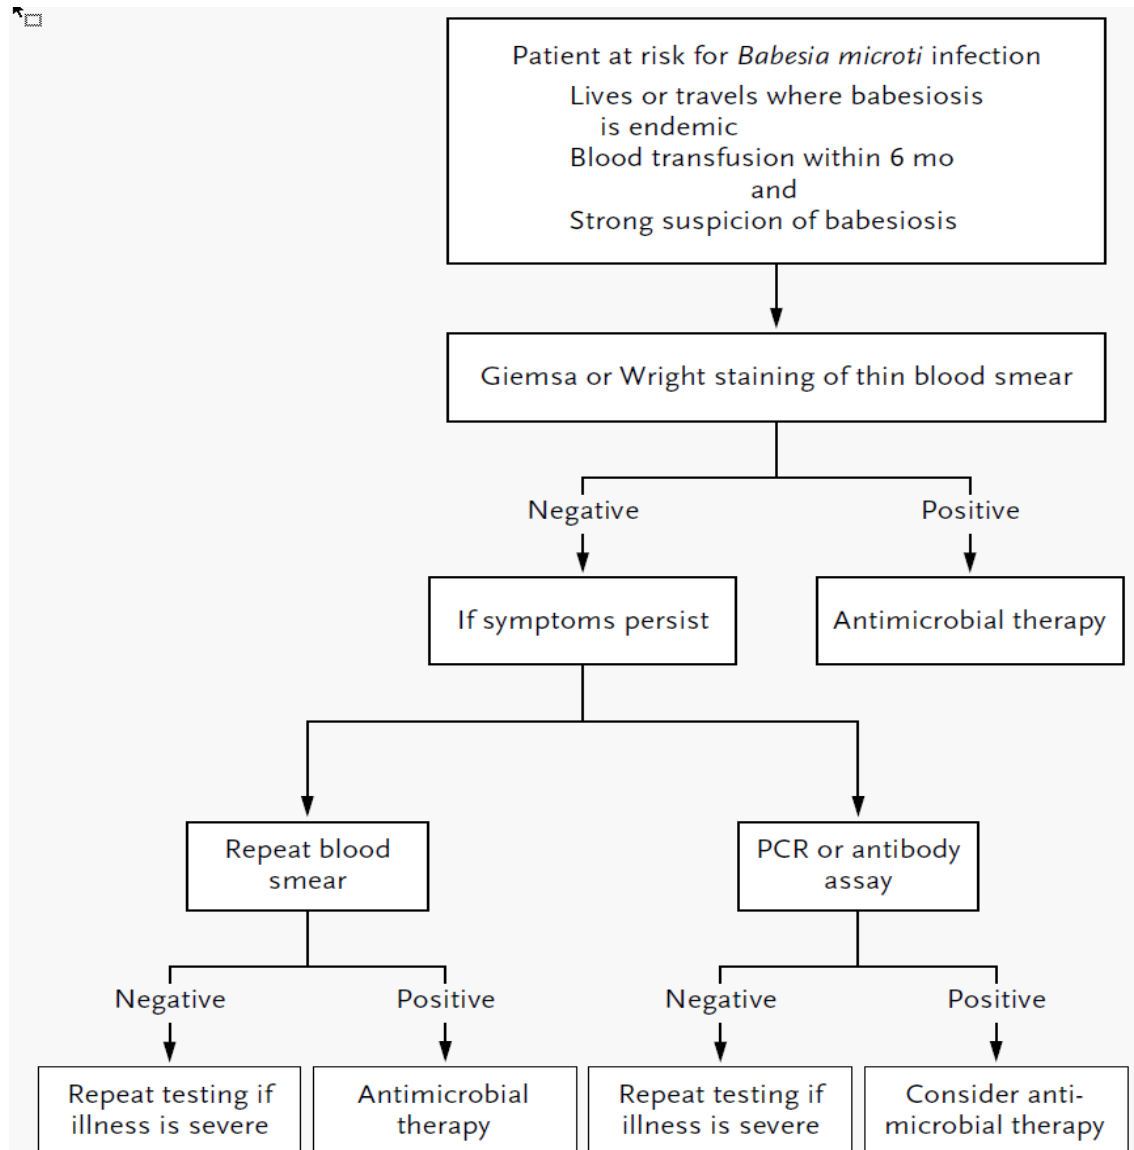 Patient at risk for Babesia microti infection
Lives or travels where babesiosis
is endemic
Blood transfusion within 6 mo
and
Strong suspicion of babesiosis
Giemsa or Wright staining of thin blood smear
Negative
Positive
If symptoms persist
Antimicrobial therapy
Repeat blood
smear
PCR or antibody
assay
Negative
Positive
Negative
Positive
Repeat testing if
illness is severe
Antimicrobial
therapy
Repeat testing if
illness is severe
Consider anti-
microbial therapy